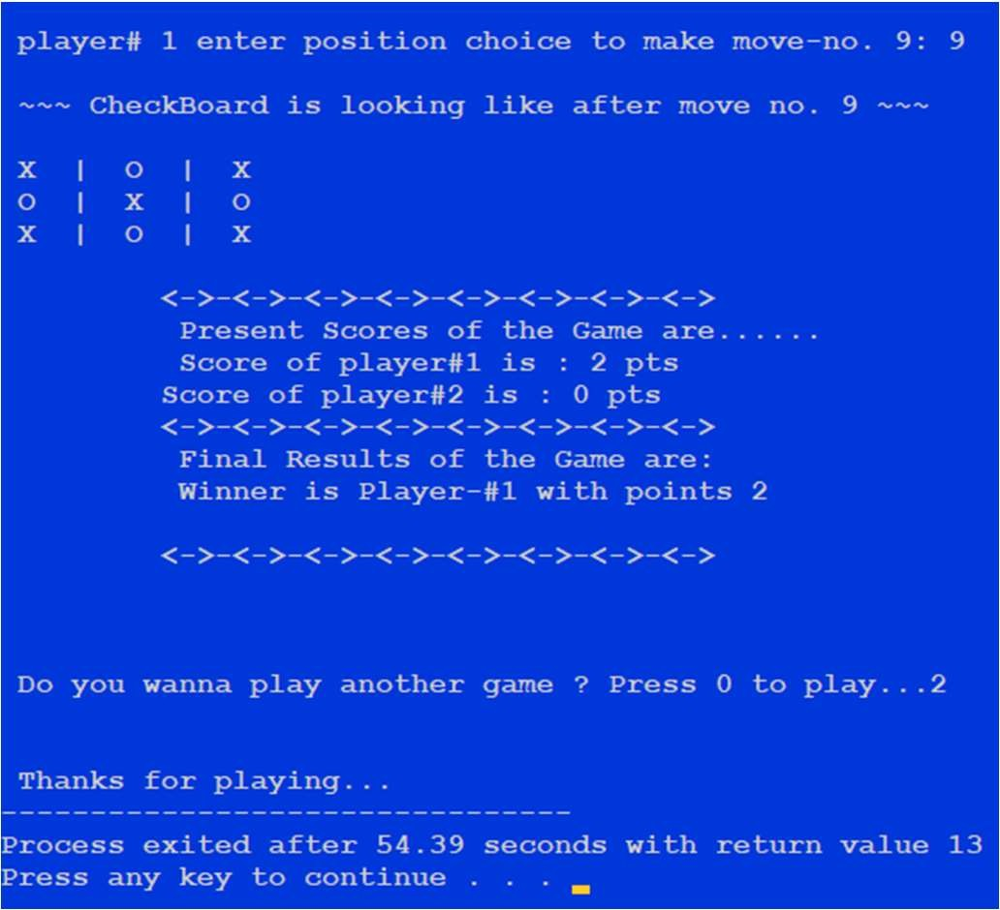 player# 1 enter position choice to make move-no. 9: 9
~~~ CheckBoard is looking like after move no. 9 ~~~
X | O | X
O | X | O
X | O | X
<->-<->-<->-<->-<->-<->-<->-<->
Present Scores of the Game are......
Score of player#1 is : 2 pts
Score of player#2 is : 0 pts
<->-<->-<->-<->-<->-<->-<->-<->
Final Results of the Game are:
Winner is Player-#1 with points 2
<->-<->-<->-<->-<->-<->-<->-<->
Do you wanna play another game ? Press 0 to play...2
Thanks for playing...
--------------------------------
Process exited after 54.39 seconds with return value 13
Press any key to continue . . .